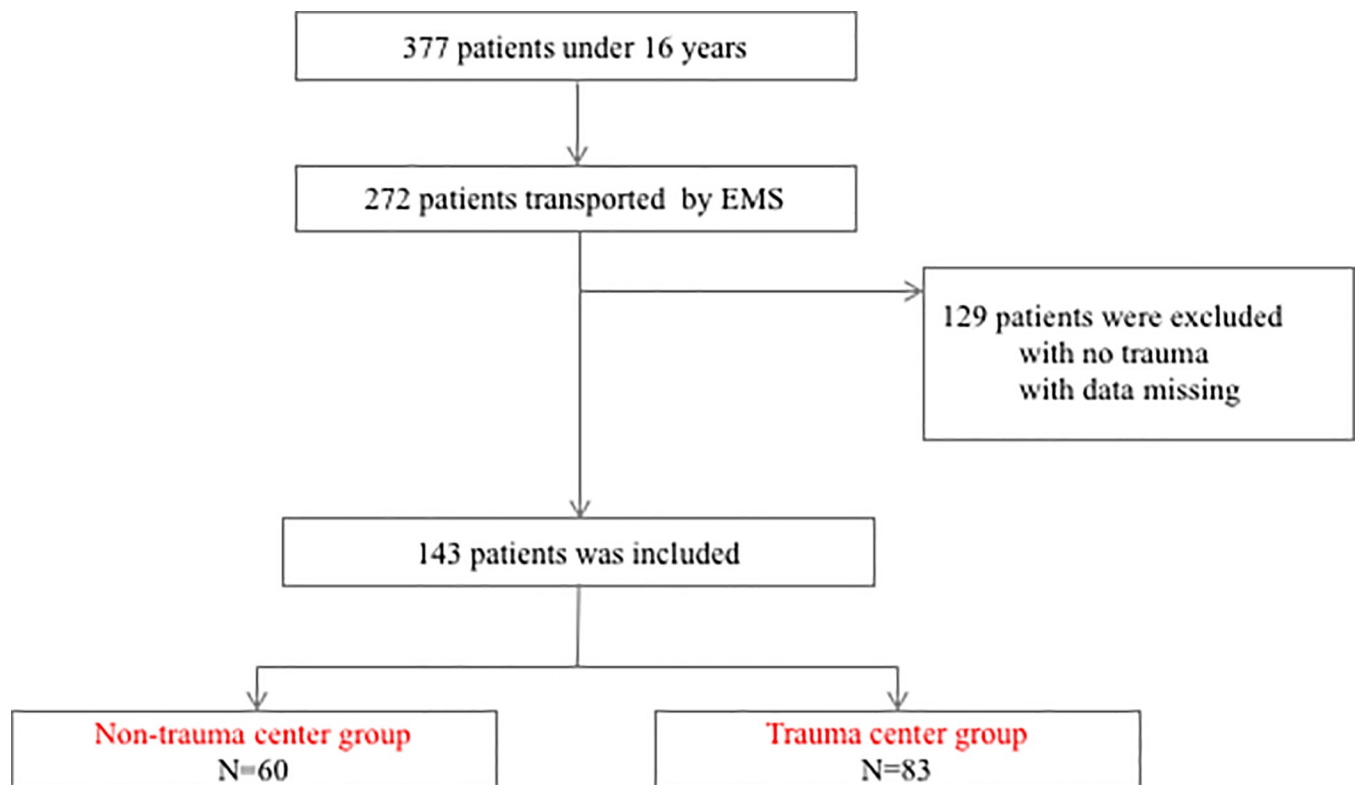 377 patients under 16 years
272 patients transported by EMS
129 patients were excluded
with no trauma
with data missing
143 patients was included
Non-trauma center group
N=60
Trauma center group
N=83